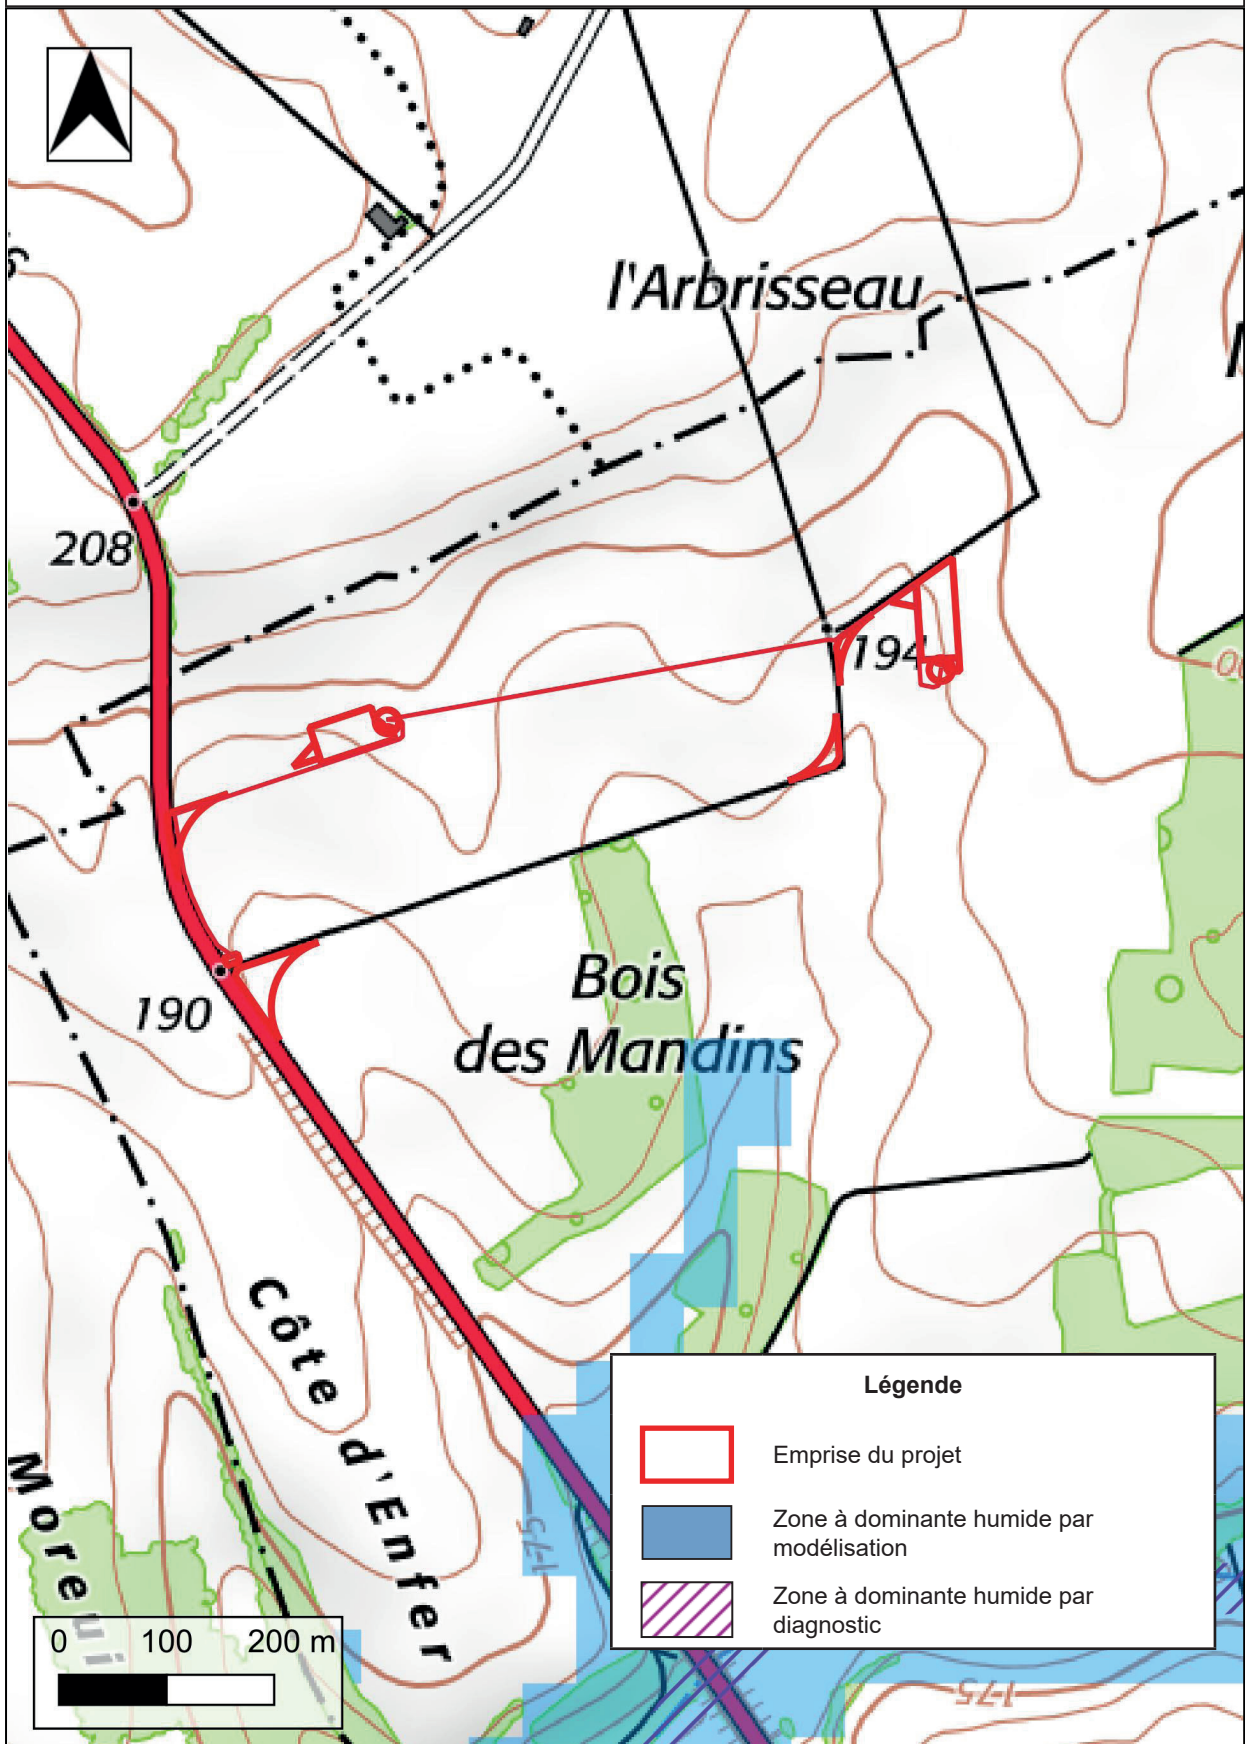 l'Arbrisseau
208
194
190
Bois
des Mandins
Côte d'Enfer
175
175
Légende
Emprise du projet
Zone à dominante humide par
modélisation
Zone à dominante humide par
diagnostic
0 100 200 m